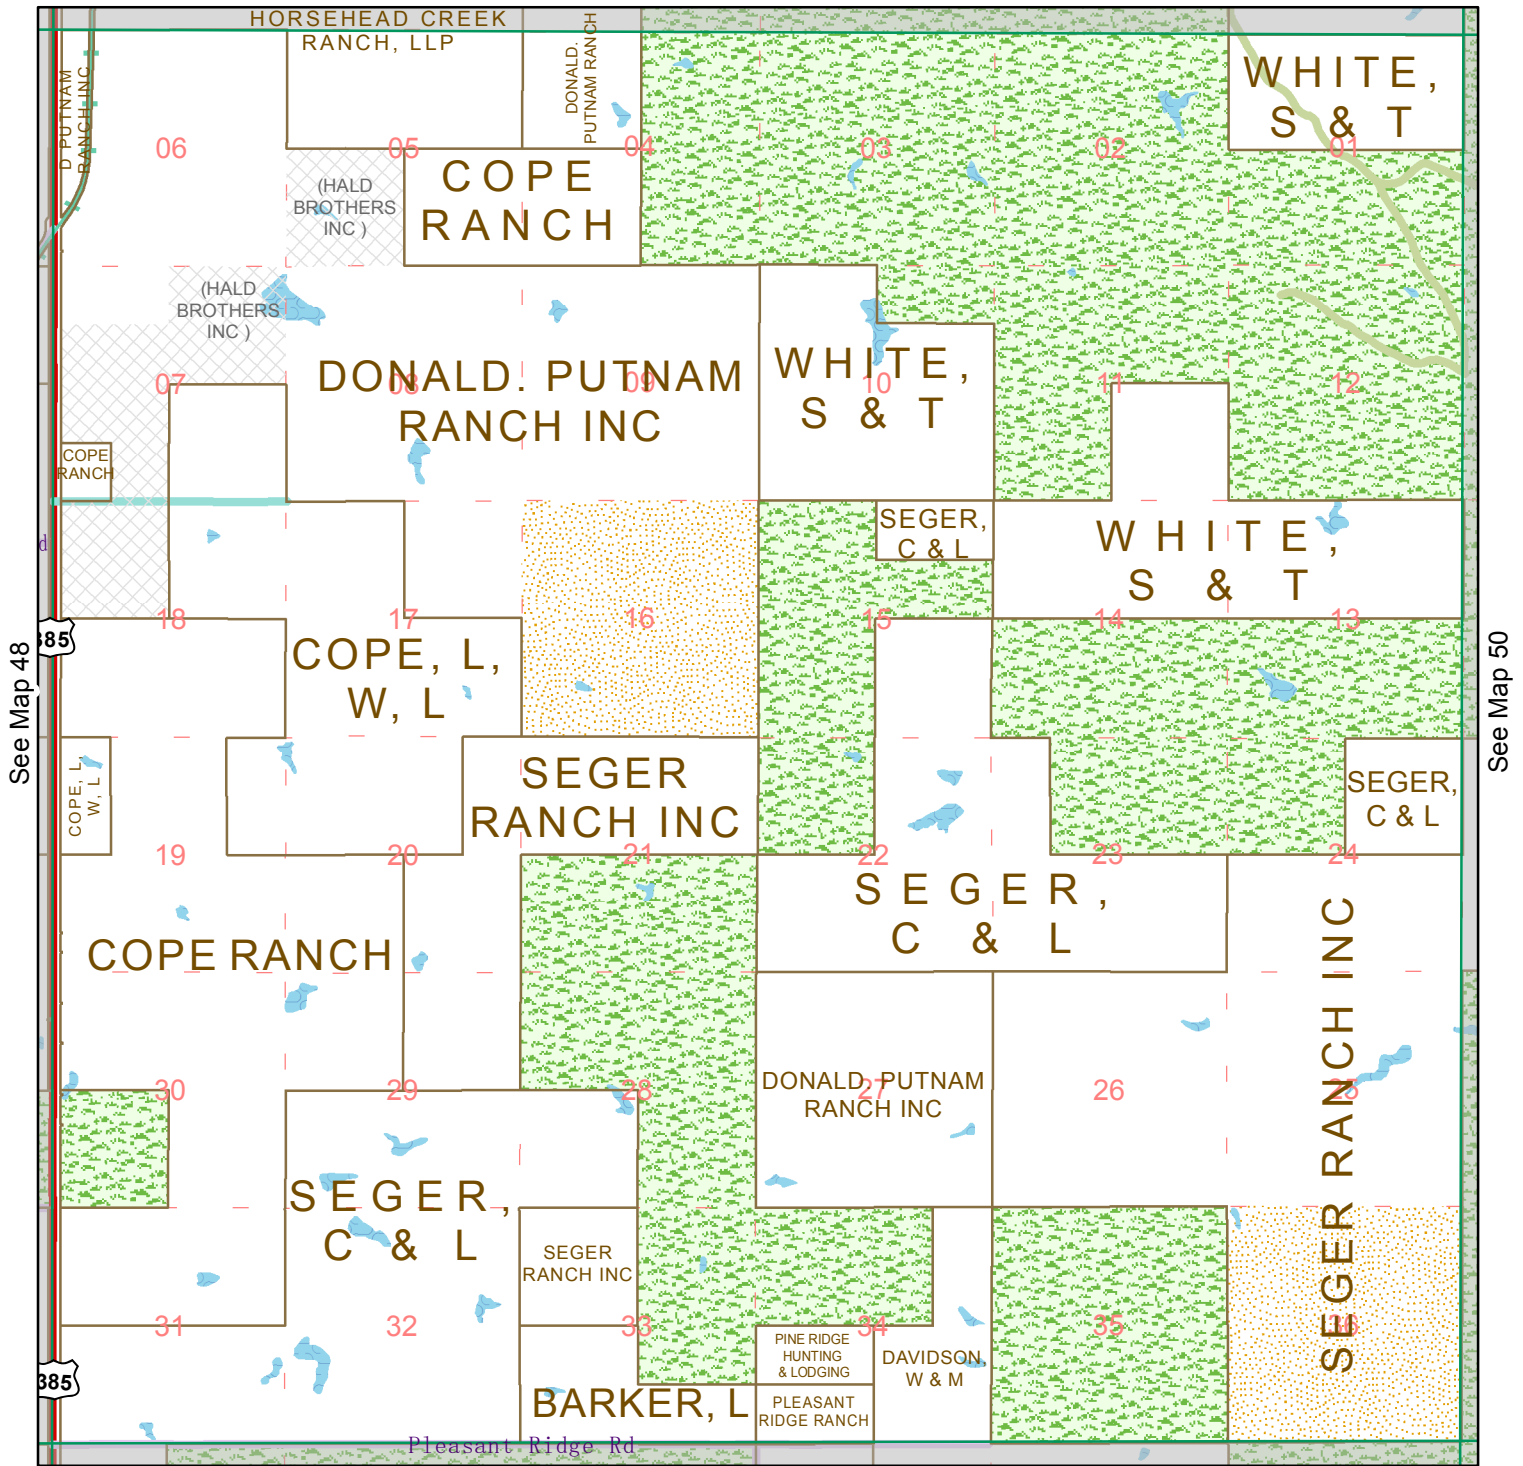 HORSEHEAD CREEK
RANCH, LLP
DONALD.
PUTNAM RANCH
D PUTNAM
RANCH INC
WHITE,
S & T
06
05
04
03
02
01
(HALD
BROTHERS
INC )
COPE
RANCH
(HALD
BROTHERS
INC )
DONALD. PUTNAM
RANCH INC
WHITE,
S & T
07
08
09
10
11
12
COPE
RANCH
SEGER,
C & L
WHITE,
S & T
d
18
17
16
15
14
13
385
COPE, L,
W, L
See Map 48
See Map 50
COPE, L,
W, L
SEGER
RANCH INC
SEGER,
C & L
19
20
21
22
23
24
SEGER,
C & L
COPE RANCH
SEGER RANCH INC
DONALD. PUTNAM
RANCH INC
30
29
28
27
26
25
SEGER,
C & L
SEGER
RANCH INC
31
32
33
34
35
36
PINE RIDGE
HUNTING
& LODGING
DAVIDSON,
W & M
385
BARKER, L
PLEASANT
RIDGE RANCH
Pleasant Ridge Rd